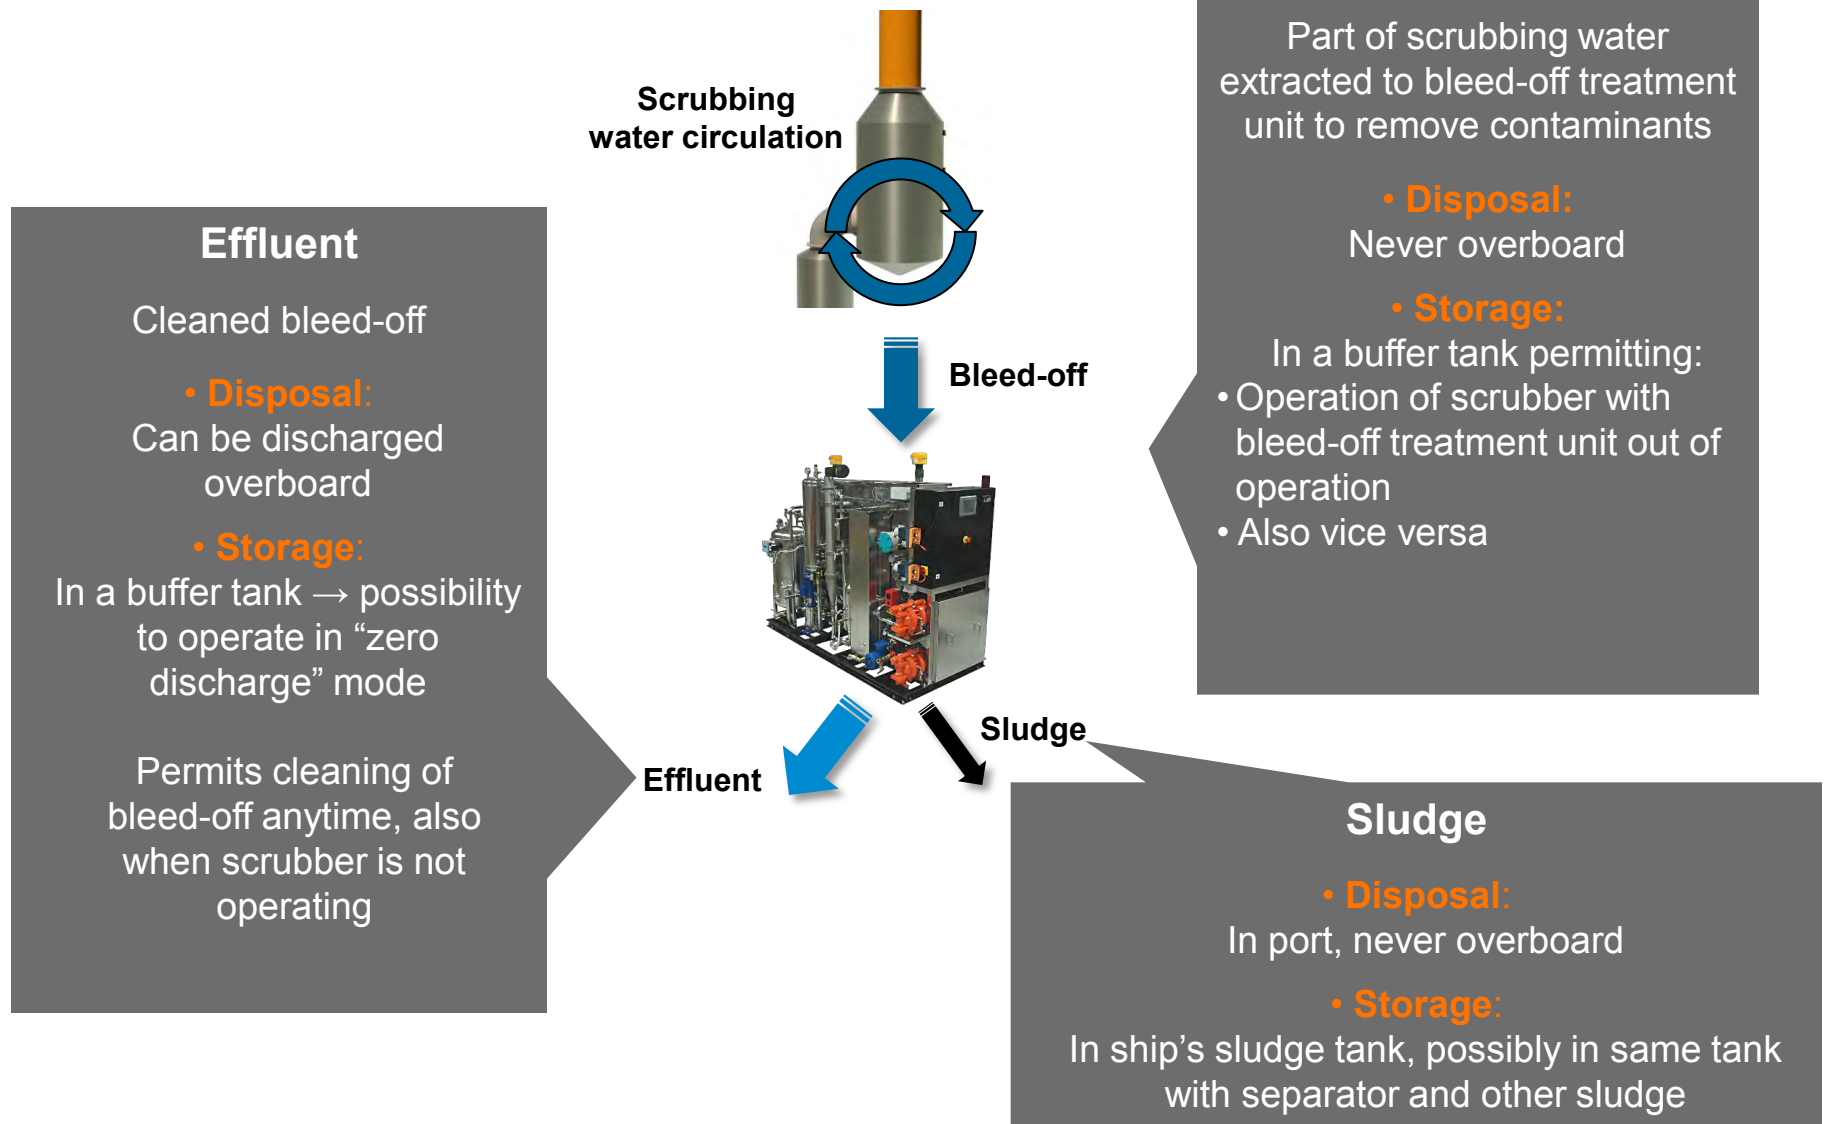 Scrubbing
water circulation
Part of scrubbing water
extracted to bleed-off treatment
unit to remove contaminants
• Disposal:
Never overboard
• Storage:
In a buffer tank permitting:
• Operation of scrubber with
bleed-off treatment unit out of
operation
• Also vice versa
Bleed-off
Effluent
Cleaned bleed-off
• Disposal:
Can be discharged
overboard
• Storage:
In a buffer tank → possibility
to operate in “zero
discharge” mode
Permits cleaning of
bleed-off anytime, also
when scrubber is not
operating
Effluent
Sludge
Sludge
• Disposal:
In port, never overboard
• Storage:
In ship’s sludge tank, possibly in same tank
with separator and other sludge